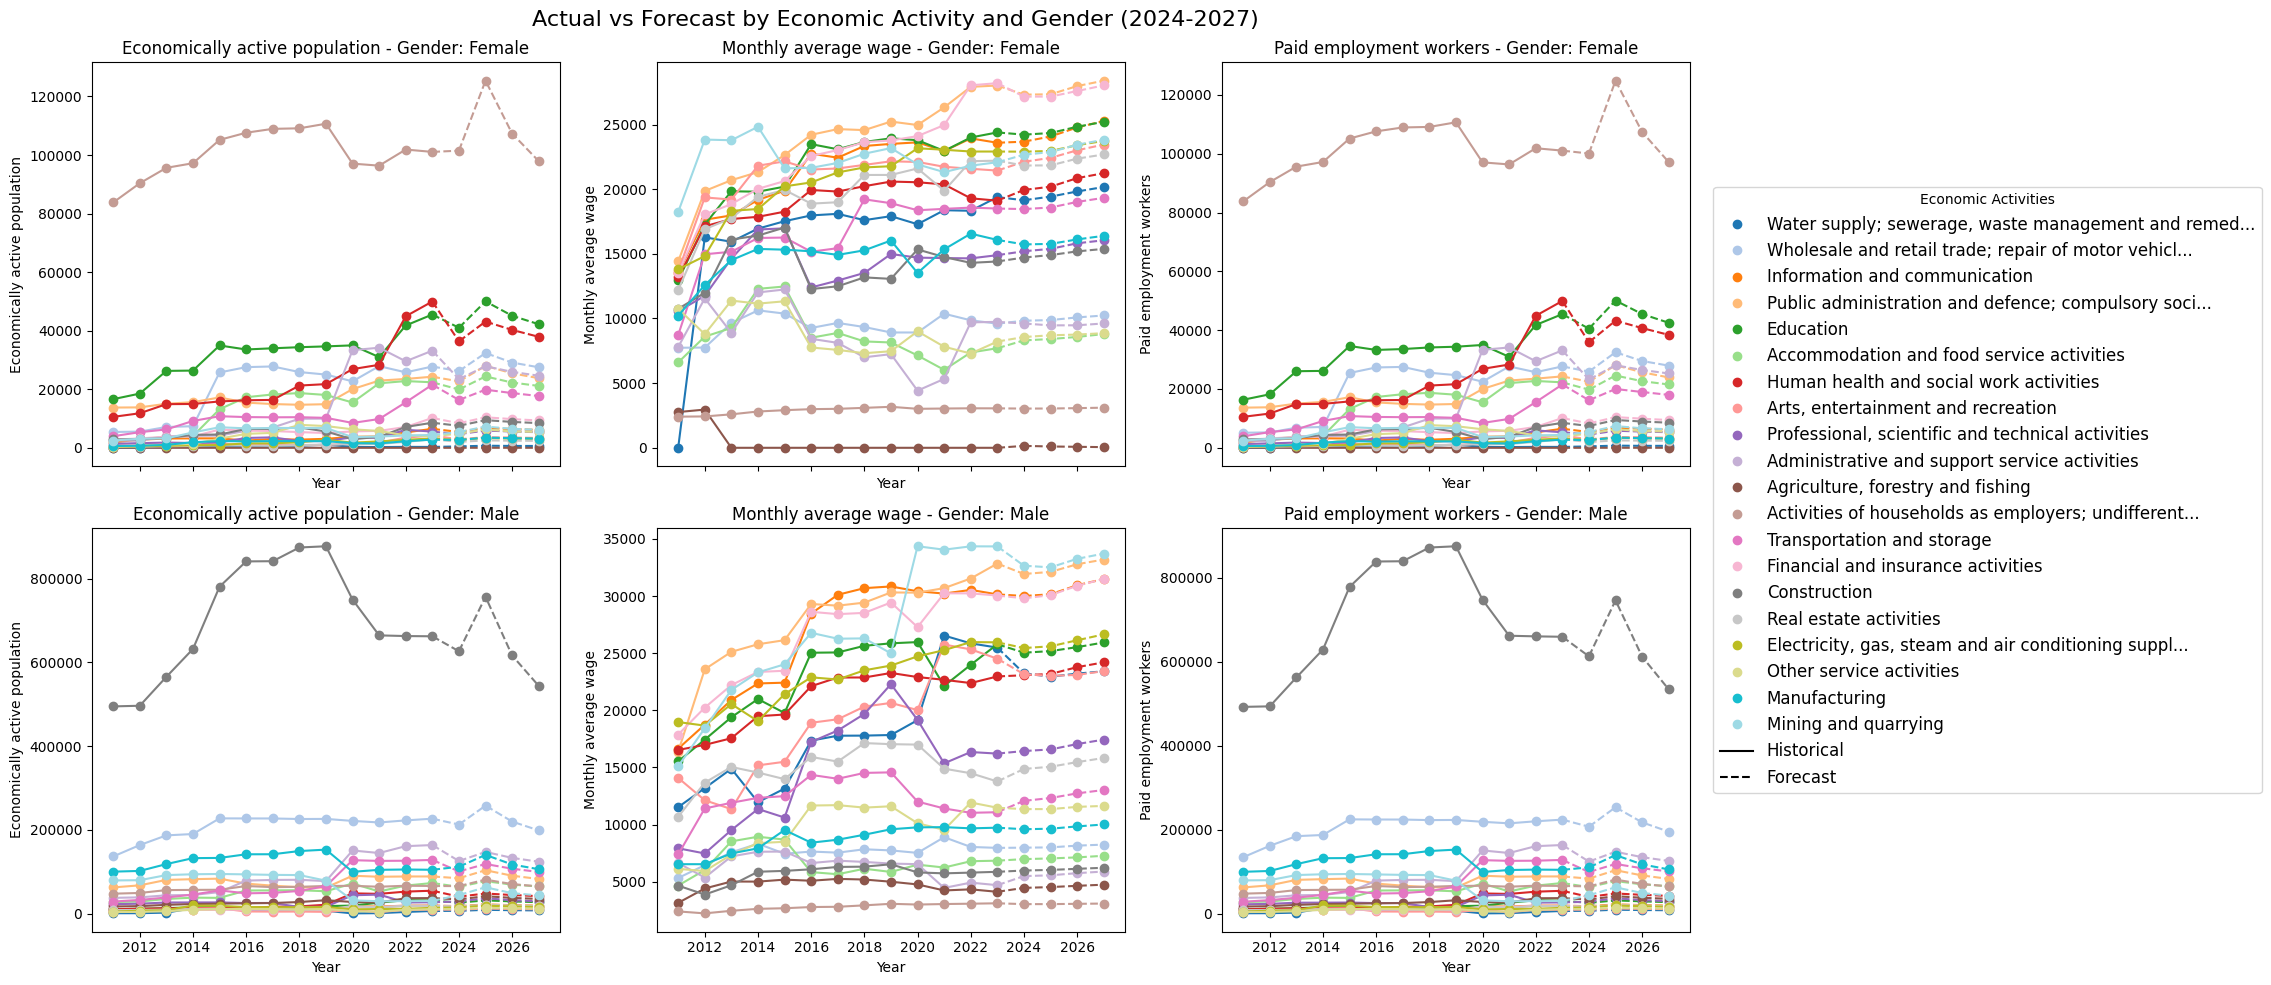 Actual vs Forecast by Economic Activity and Gender (2024-2027)
Economically active population - Gender: Female
Economically active population
120000
100000
80000
60000
40000
20000
0
Year
Monthly average wage - Gender: Female
Monthly average wage
25000
20000
15000
10000
5000
0
Year
Paid employment workers - Gender: Female
Paid employment workers
120000
100000
80000
60000
40000
20000
0
Year
Economically active population - Gender: Male
Economically active population
800000
600000
400000
200000
0
2012 2014 2016 2018 2020 2022 2024 2026
Year
Monthly average wage - Gender: Male
Monthly average wage
35000
30000
25000
20000
15000
10000
5000
2012 2014 2016 2018 2020 2022 2024 2026
Year
Paid employment workers - Gender: Male
Paid employment workers
800000
600000
400000
200000
0
2012 2014 2016 2018 2020 2022 2024 2026
Year
Economic Activities
Water supply; sewerage, waste management and remed...
Wholesale and retail trade; repair of motor vehicl...
Information and communication
Public administration and defence; compulsory soci...
Education
Accommodation and food service activities
Human health and social work activities
Arts, entertainment and recreation
Professional, scientific and technical activities
Administrative and support service activities
Agriculture, forestry and fishing
Activities of households as employers; undifferent...
Transportation and storage
Financial and insurance activities
Construction
Real estate activities
Electricity, gas, steam and air conditioning suppl...
Other service activities
Manufacturing
Mining and quarrying
Historical
Forecast